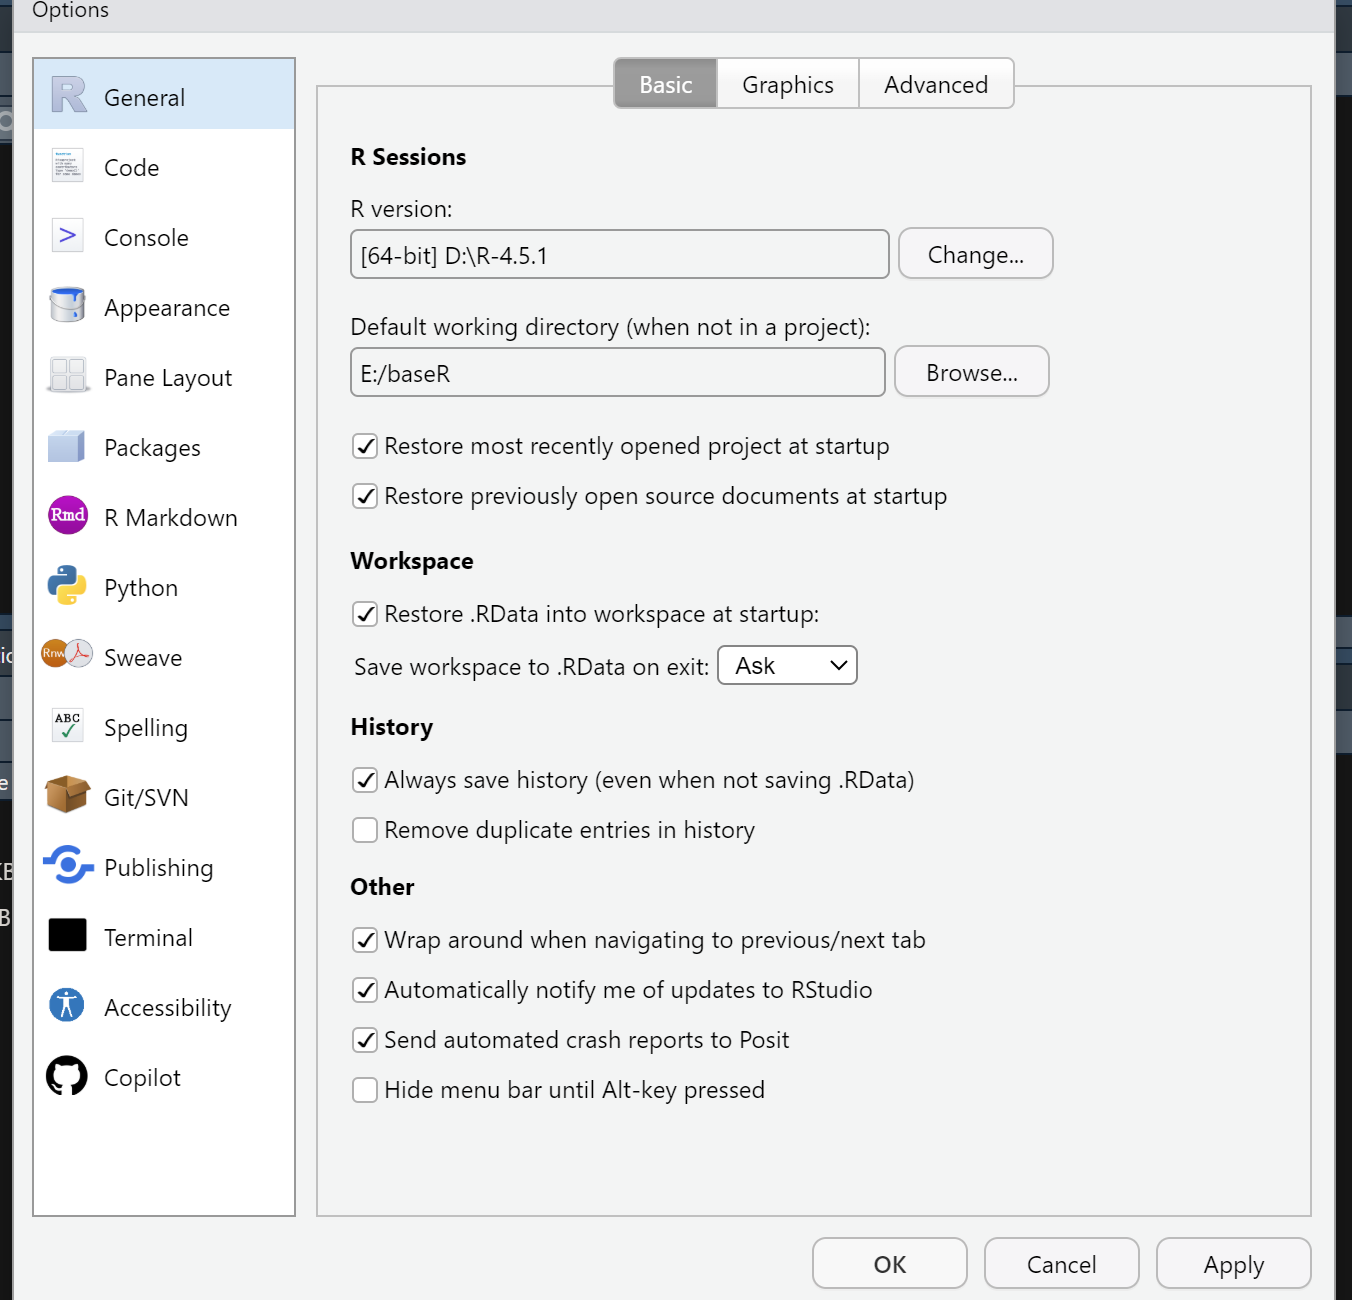 Options
General
Code
Console
Appearance
Pane Layout
Packages
Rmd
R Markdown
Python
Rnw
Sweave
ABC
Spelling
Git/SVN
Publishing
Terminal
Accessibility
Copilot
Basic
Graphics
Advanced
R Sessions
R version:
[64-bit] D:\R-4.5.1
Change...
Default working directory (when not in a project):
E:/baseR
Browse...
Restore most recently opened project at startup
Restore previously open source documents at startup
Workspace
Restore .RData into workspace at startup:
Save workspace to .RData on exit: Ask
History
Always save history (even when not saving .RData)
Remove duplicate entries in history
Other
Wrap around when navigating to previous/next tab
Automatically notify me of updates to RStudio
Send automated crash reports to Posit
Hide menu bar until Alt-key pressed
OK
Cancel
Apply